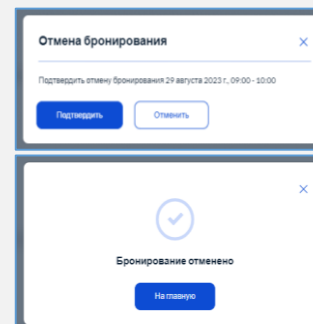 Отмена бронирования
Подтвердить отмену бронирования 29 августа 2023 г., 09:00 - 10:00
Подтвердить
Отменить
Бронирование отменено
На главную